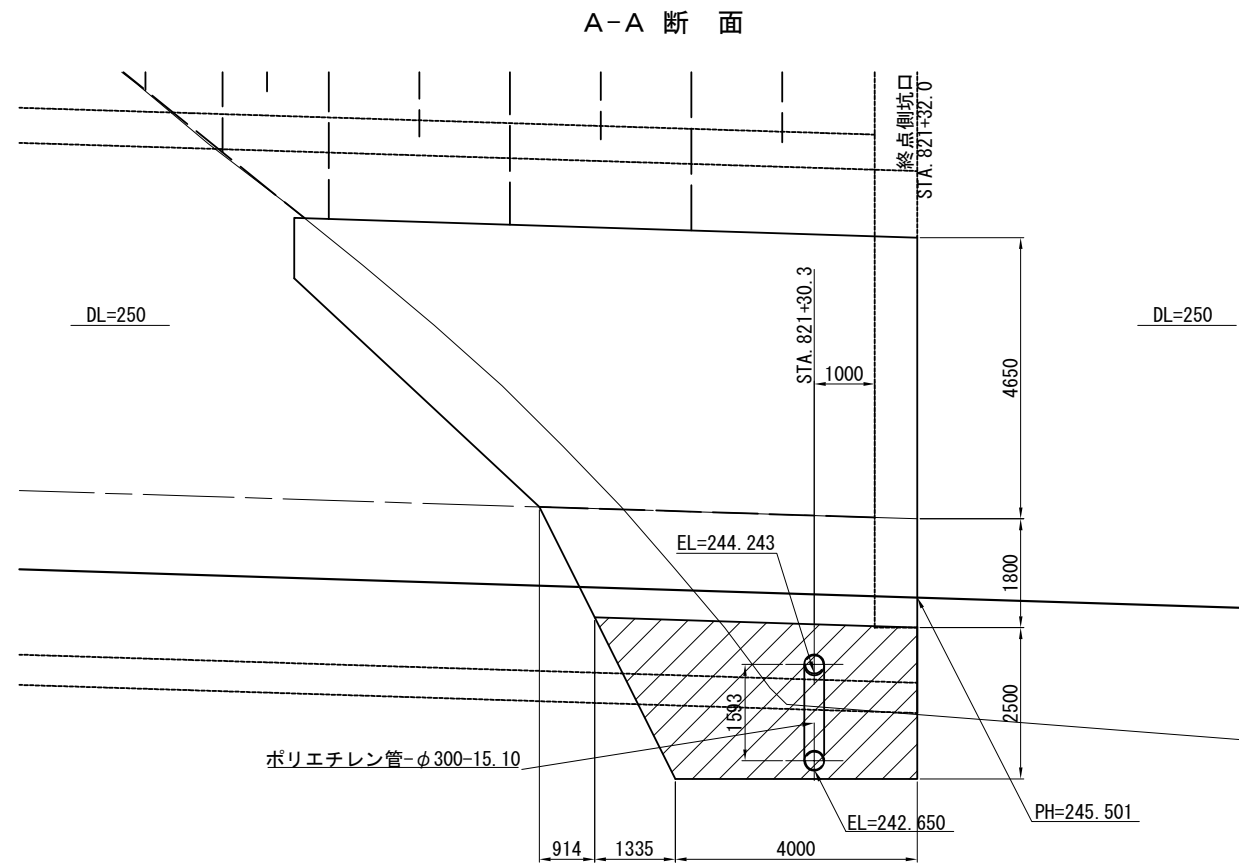 A-A 断 面
終点側坑口
STA. 821+32.0
DL=250
DL=250
STA. 821+30.3
1000
4650
EL=244.243
1800
1593
2500
ポリエチレン管-φ300-15.10
EL=242.650
PH=245.501
914
1335
4000